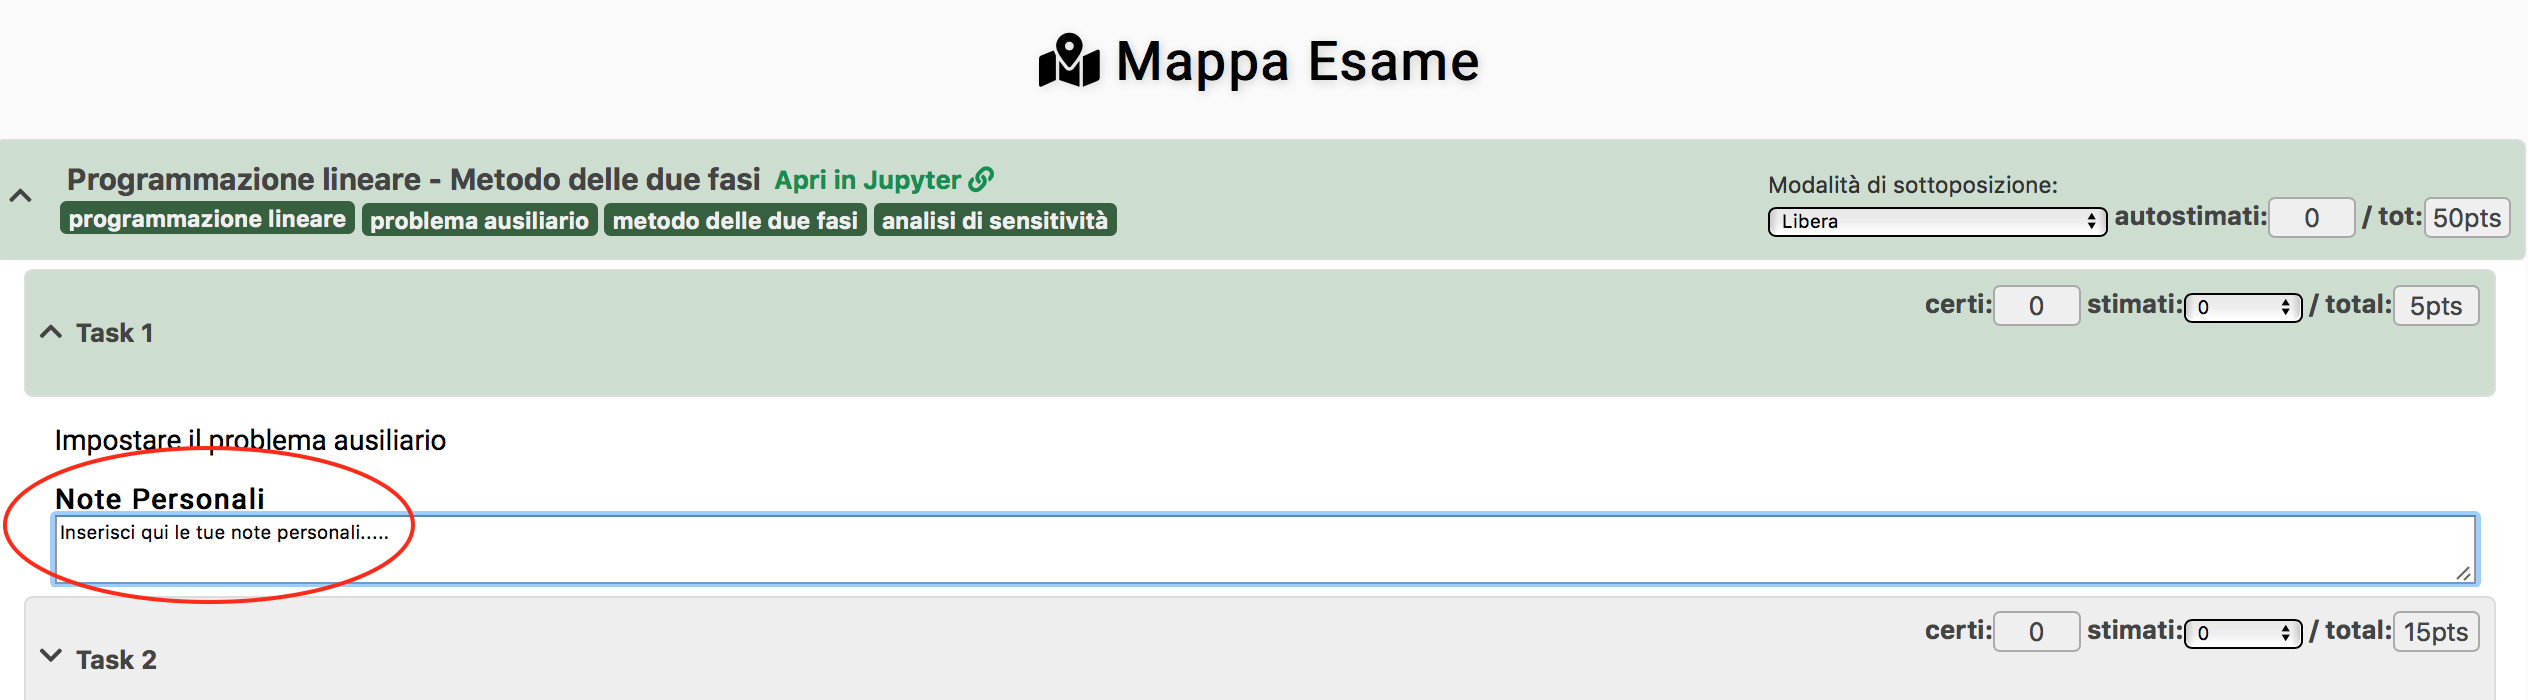 Mappa Esame
Programmazione lineare - Metodo delle due fasi Apri in Jupyter
programmazione lineare problema ausiliario metodo delle due fasi analisi di sensitività
Modalità di sottoposizione:
Libera autostimati: 0 / tot: 50pts
Task 1
certi: 0 stimati: 0 / total: 5pts
Impostare il problema ausiliario
Note Personali
Inserisci qui le tue note personali.....
Task 2
certi: 0 stimati: 0 / total: 15pts